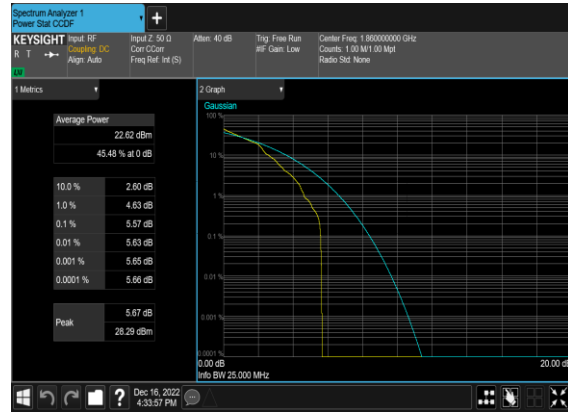 Spectrum Analyzer 1
Power Stat CCDF
+
KEYSIGHT
R T
LW
Input: RF
Coupling: DC
Align: Auto
Input Z: 50 Ω
Corr CCorr
Freq Ref: Int (S)
Atten: 40 dB
Trig: Free Run
#IF Gain: Low
Center Freq: 1.860000000 GHz
Counts: 1.00 M/1.00 Mpt
Radio Std: None
1 Metrics
Average Power
22.62 dBm
45.48 % at 0 dB
10.0 % 2.60 dB
1.0 % 4.63 dB
0.1 % 5.57 dB
0.01 % 5.63 dB
0.001 % 5.65 dB
0.0001 % 5.66 dB
Peak
5.67 dB
28.29 dBm
2 Graph
Gaussian
100 %
10 %
1 %
0.1 %
0.01 %
0.001 %
0.0001 %
0.00 dB
20.00 dB
Info BW 25.000 MHz
?
Dec 16, 2022
4:33:57 PM